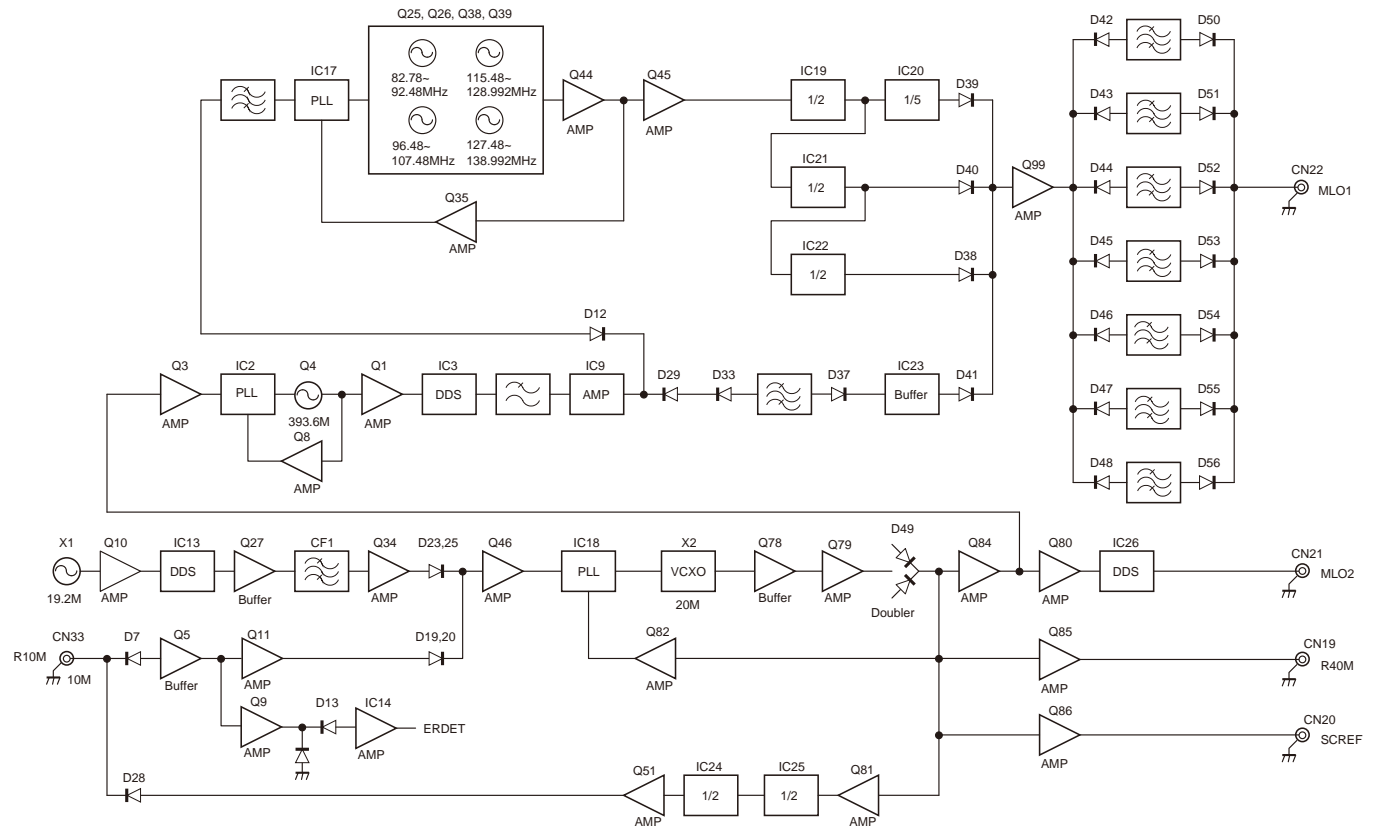 Q25, Q26, Q38, Q39
D42
D50
IC17
PLL
82.78~
92.48MHz
115.48~
128.992MHz
96.48~
107.48MHz
127.48~
138.992MHz
Q44
AMP
Q45
AMP
IC19
1/2
IC20
1/5
D39
D43
D51
Q35
AMP
IC21
1/2
D40
Q99
AMP
D44
D52
CN22
MLO1
IC22
1/2
D38
D45
D53
D12
D46
D54
Q3
AMP
IC2
PLL
Q4
393.6M
Q8
AMP
Q1
AMP
IC3
DDS
IC9
AMP
D29
D33
D37
IC23
Buffer
D41
D47
D55
D48
D56
X1
19.2M
Q10
AMP
IC13
DDS
Q27
Buffer
CF1
Q34
AMP
D23,25
Q46
AMP
IC18
PLL
X2
VCXO
20M
Q78
Buffer
Q79
AMP
D49
Doubler
Q84
AMP
Q80
AMP
IC26
DDS
CN21
MLO2
CN33
R10M
10M
D7
Q5
Buffer
Q11
AMP
D19,20
Q82
AMP
Q85
AMP
CN19
R40M
Q9
AMP
D13
IC14
AMP
ERDET
Q86
AMP
CN20
SCREF
D28
Q51
AMP
IC24
1/2
IC25
1/2
Q81
AMP